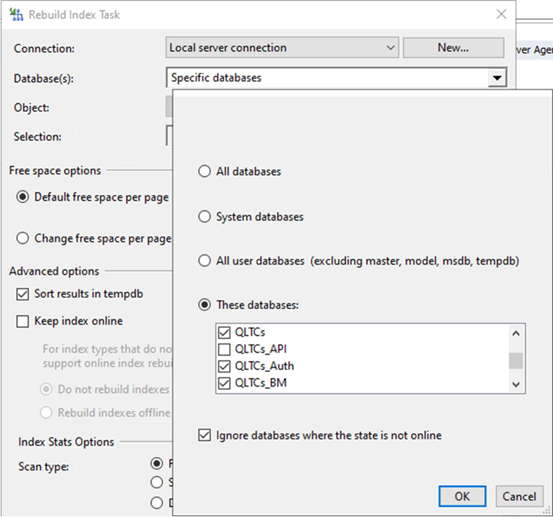 Rebuild Index Task
Connection:
Local server connection
New...
ver Agen
Database(s):
Specific databases
Object:
Selection:
All databases
Free space options
Default free space per page
System databases
Change free space per page
All user databases (excluding master, model, msdb, tempdb)
Advanced options
Sort results in tempdb
These databases:
Keep index online
QLTCs
QLTCs_API
QLTCs_Auth
QLTCs_BM
For index types that do no
support online index rebui
Do not rebuild indexes
Rebuild indexes offline
Ignore databases where the state is not online
Index Stats Options
Scan type:
F
S
D
OK
Cancel